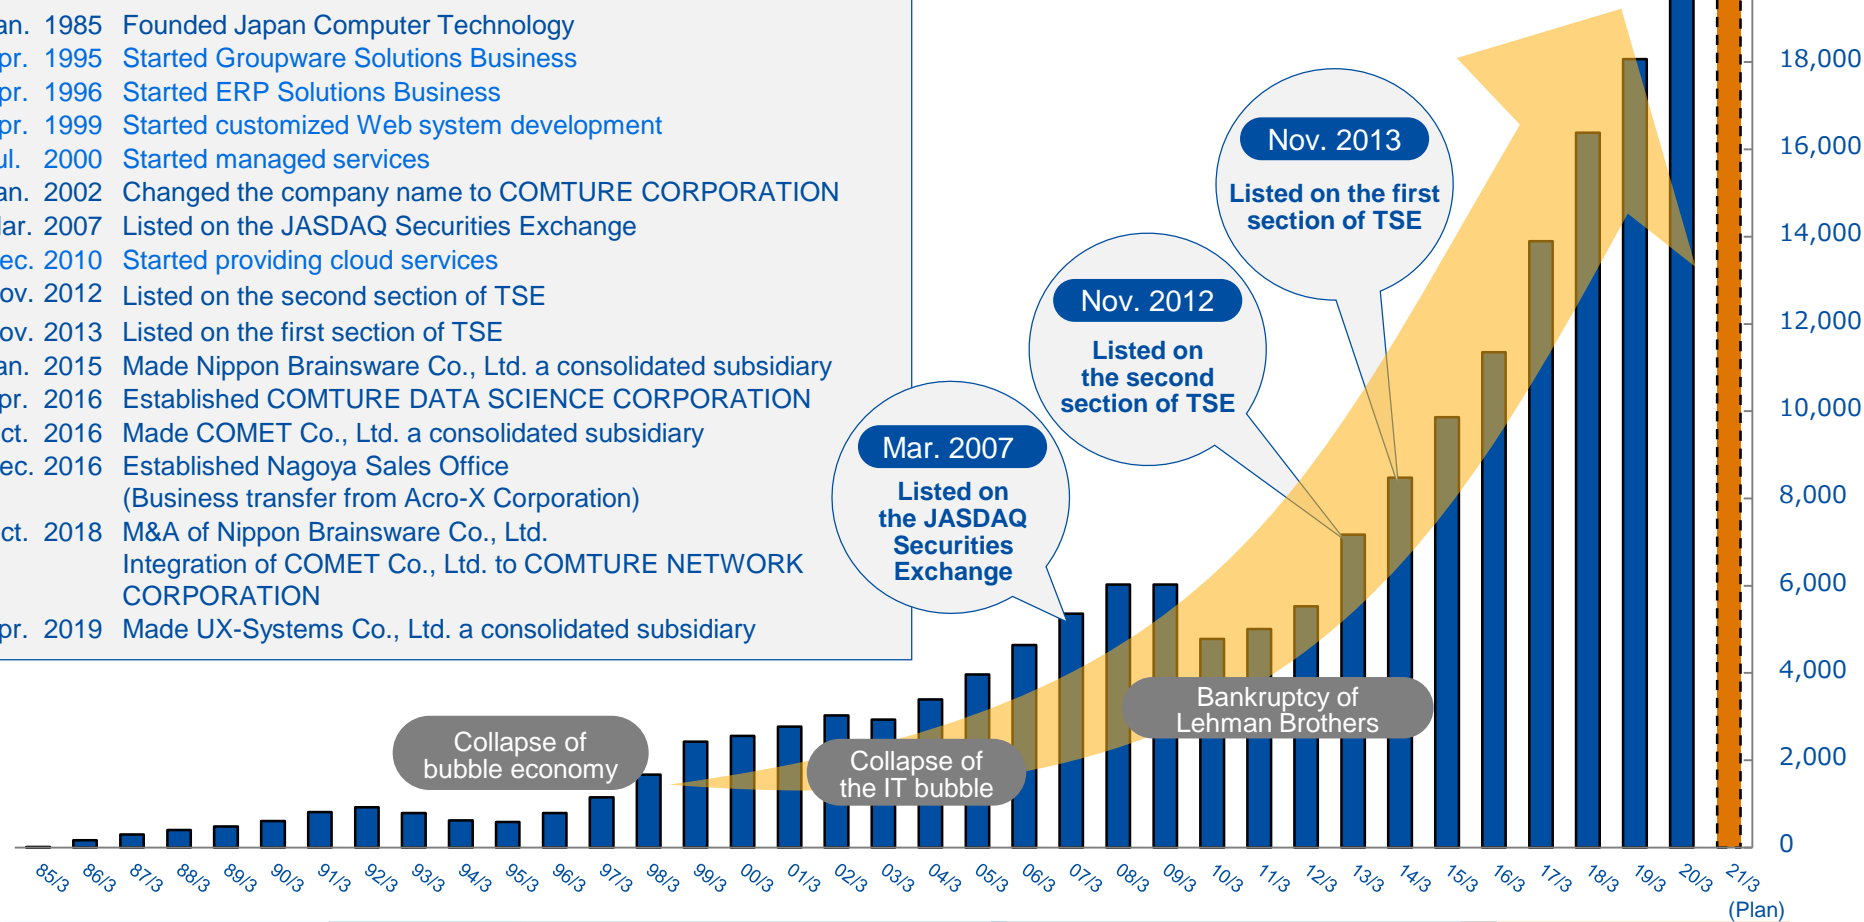 an. 1985 Founded Japan Computer Technology
pr. 1995 Started Groupware Solutions Business
pr. 1996 Started ERP Solutions Business
pr. 1999 Started customized Web system development
ul. 2000 Started managed services
an. 2002 Changed the company name to COMTURE CORPORATION
ar. 2007 Listed on the JASDAQ Securities Exchange
ec. 2010 Started providing cloud services
ov. 2012 Listed on the second section of TSE
ov. 2013 Listed on the first section of TSE
an. 2015 Made Nippon Brainsware Co., Ltd. a consolidated subsidiary
pr. 2016 Established COMTURE DATA SCIENCE CORPORATION
ct. 2016 Made COMET Co., Ltd. a consolidated subsidiary
ec. 2016 Established Nagoya Sales Office
(Business transfer from Acro-X Corporation)
ct. 2018 M&A of Nippon Brainsware Co., Ltd.
Integration of COMET Co., Ltd. to COMTURE NETWORK
CORPORATION
pr. 2019 Made UX-Systems Co., Ltd. a consolidated subsidiary
Mar. 2007
Listed on
the JASDAQ
Securities
Exchange
Nov. 2012
Listed on
the second
section of TSE
Nov. 2013
Listed on the first
section of TSE
Collapse of
bubble economy
Collapse of
the IT bubble
Bankruptcy of
Lehman Brothers
18,000
16,000
14,000
12,000
10,000
8,000
6,000
4,000
2,000
0
85/3 86/3 87/3 88/3 89/3 90/3 91/3 92/3 93/3 94/3 95/3 96/3 97/3 98/3 99/3 00/3 01/3 02/3 03/3 04/3 05/3 06/3 07/3 08/3 09/3 10/3 11/3 12/3 13/3 14/3 15/3 16/3 17/3 18/3 19/3 20/3 21/3
(Plan)